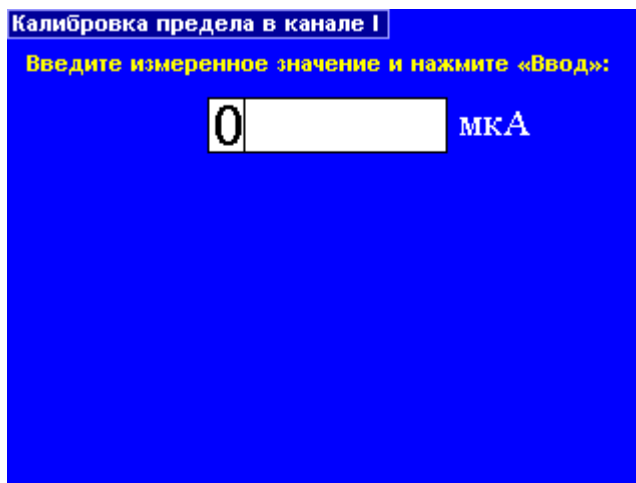 Калибровка предела в канале I
Введите измеренное значение и нажмите «Ввод»:
0 мкА